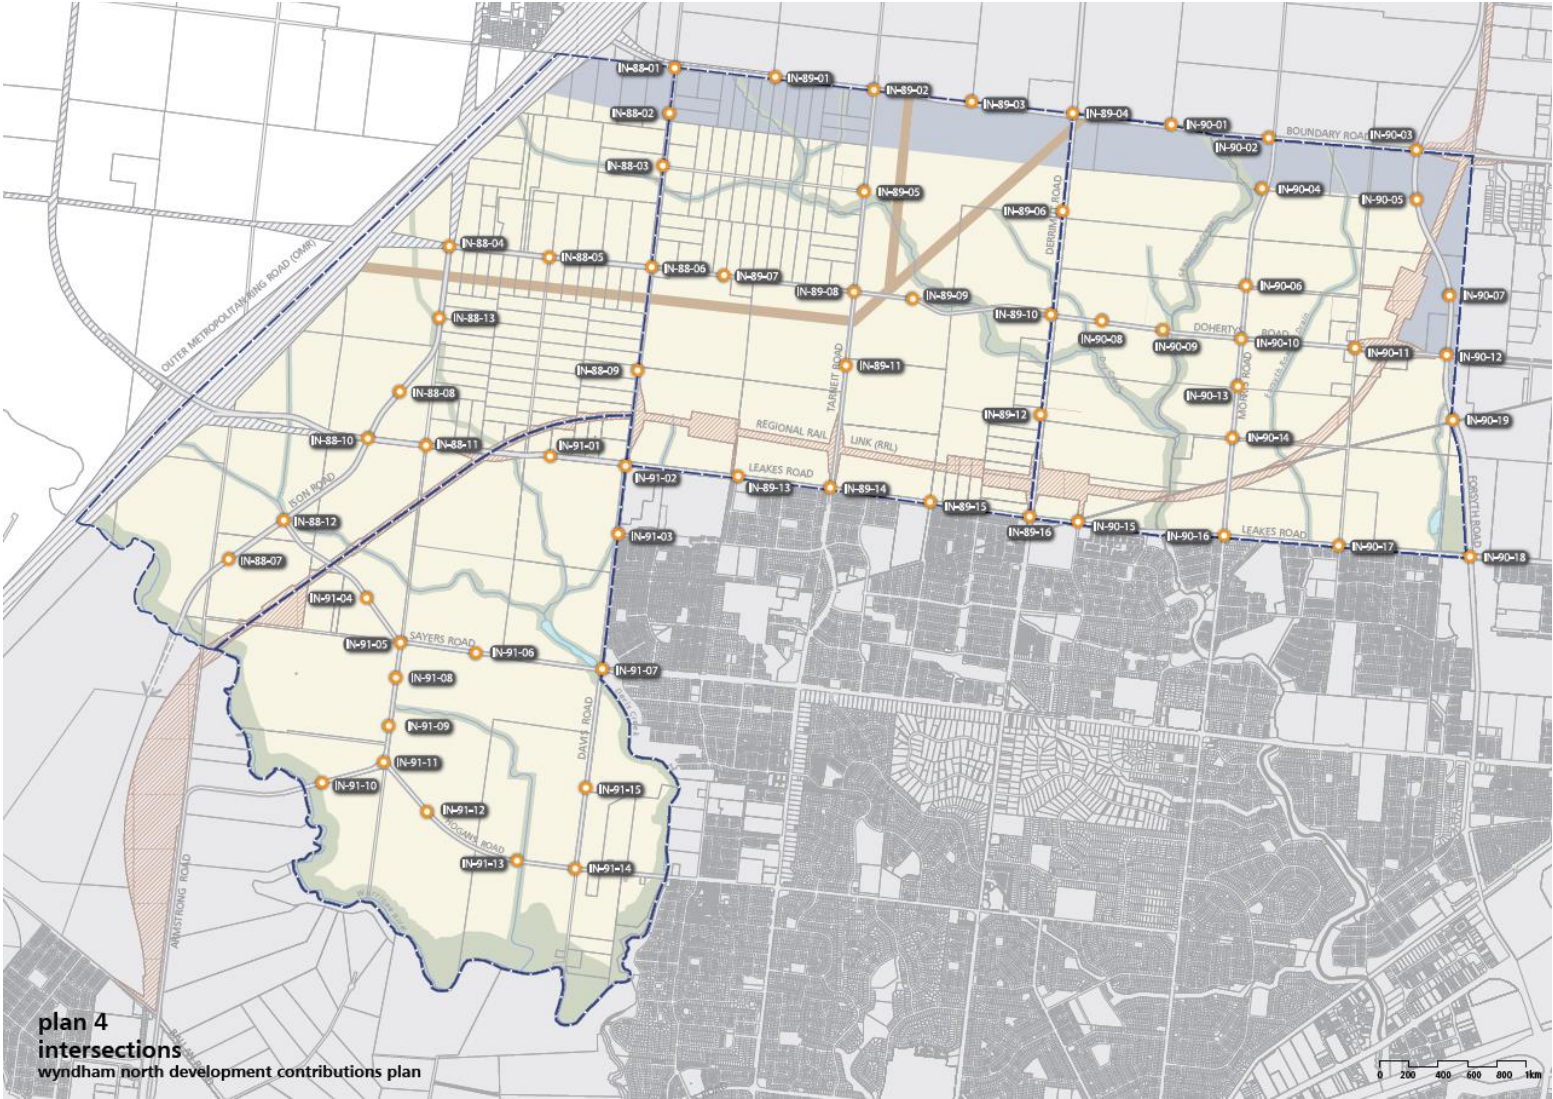 IN-88-01
IN-89-01
IN-89-02
IN-89-03
IN-89-04
IN-90-01
BOUNDARY ROAD
IN-90-03
IN-90-02
IN-88-02
IN-88-03
IN-89-05
IN-90-04
IN-90-05
DERRIMUT ROAD
IN-89-06
OUTER METROPOLITAN RING ROAD (OMR)
IN-88-04
IN-88-05
IN-88-06
IN-89-07
IN-89-08
IN-89-09
IN-90-06
IN-90-07
IN-88-13
IN-89-10
IN-90-08
IN-90-09
DOHERTYS ROAD
IN-90-10
IN-90-11
IN-90-12
IN-88-09
TARNEIT ROAD
IN-89-11
MORRIS ROAD
IN-88-08
IN-90-13
IN-89-12
IN-90-19
REGIONAL RAIL LINK (RRL)
IN-88-10
IN-88-11
IN-91-01
IN-90-14
IN-91-02
LEAKES ROAD
IN-89-13
IN-89-14
IN-89-15
ISON ROAD
IN-88-12
IN-91-03
IN-89-16
IN-90-15
IN-90-16
LEAKES ROAD
IN-90-17
FORSYTH ROAD
IN-90-18
IN-88-07
IN-91-04
IN-91-05
SAYERS ROAD
IN-91-06
IN-91-07
IN-91-08
Davis Creek
IN-91-09
DAVIS ROAD
IN-91-11
IN-91-10
IN-91-15
IN-91-12
HOGANS ROAD
IN-91-13
IN-91-14
ARMSTRONG ROAD
plan 4
intersections
wyndham north development contributions plan
0 200 400 600 800 1km